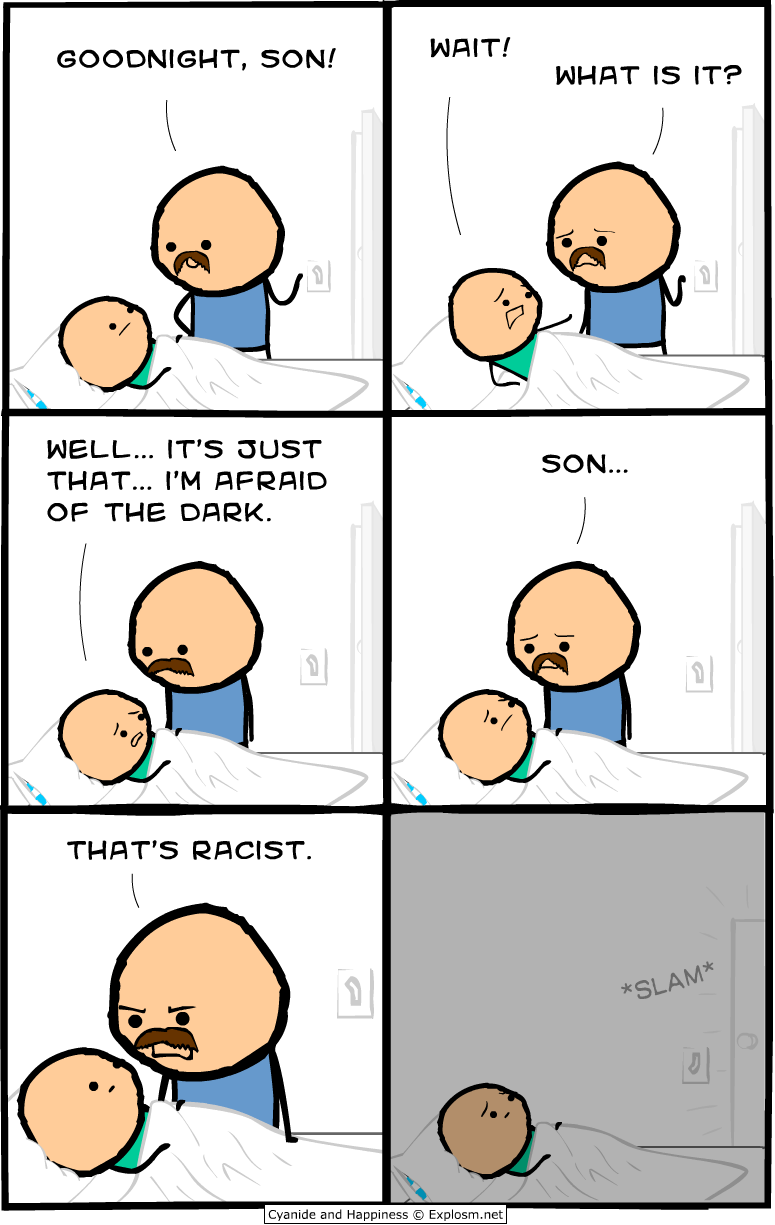 GOODNIGHT, SON!
WAIT!
WHAT IS IT?
WELL... IT'S JUST
THAT... I'M AFRAID
OF THE DARK.
SON...
THAT'S RACIST.
*SLAM*
Cyanide and Happiness © Explosm.net